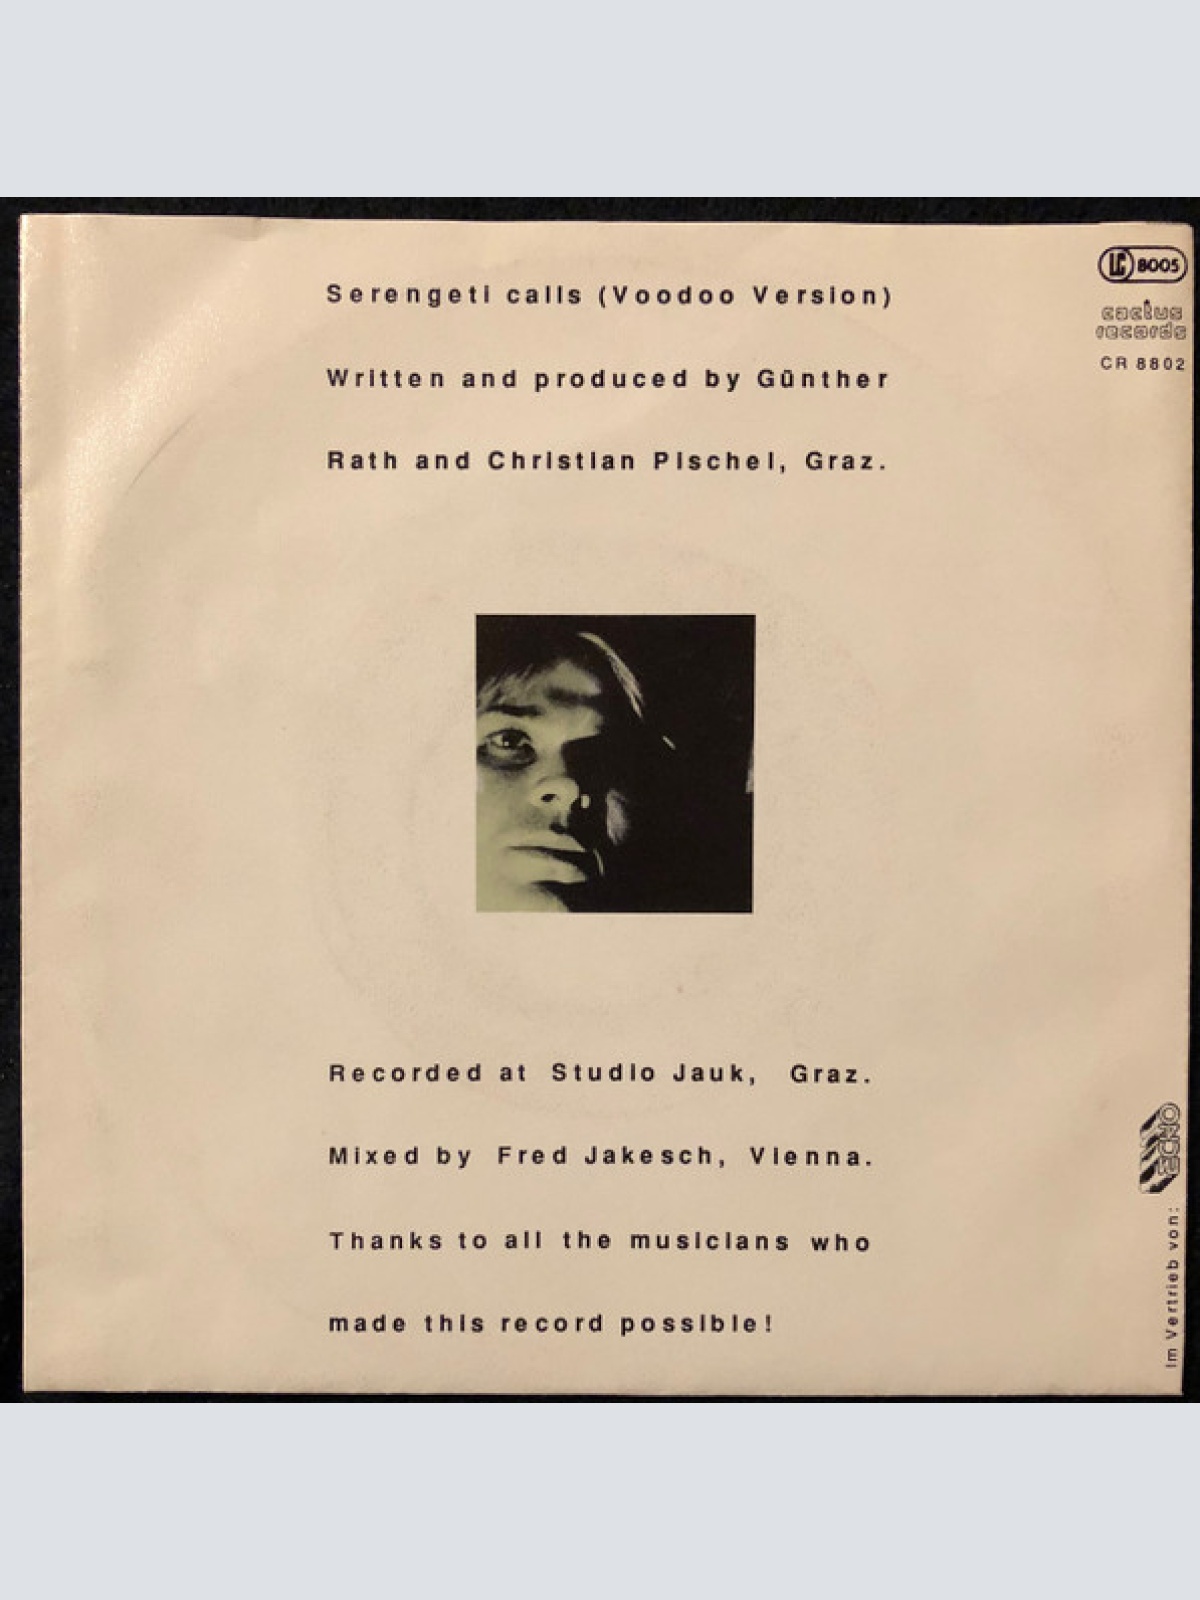 Serengeti calls (Voodoo Version)
LC 8005
cactus
records
CR 8802
Written and produced by Günther
Rath and Christian Pischel, Graz.
Recorded at Studio Jauk, Graz.
Mixed by Fred Jakesch, Vienna.
Thanks to all the musicians who
made this record possible!
Im Vertrieb von: